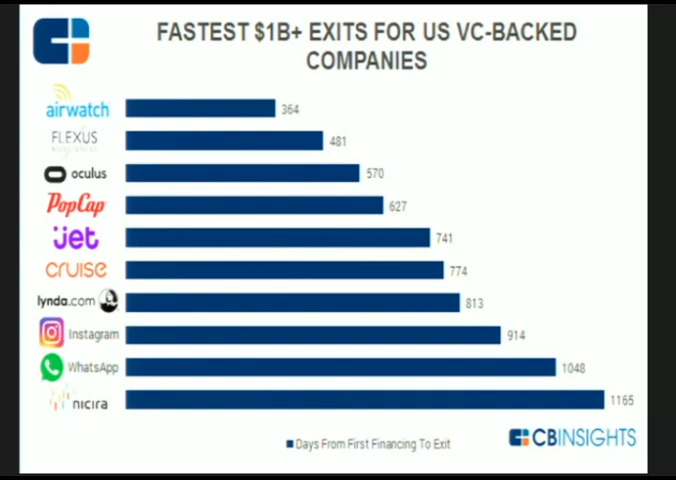 FASTEST $1B+ EXITS FOR US VC-BACKED
COMPANIES
airwatch 364
FLEXUS 481
oculus 570
PopCap 627
jet 741
cruise 774
lynda.com 813
Instagram 914
WhatsApp 1048
nicira 1165
Days From First Financing To Exit
CBINSIGHTS